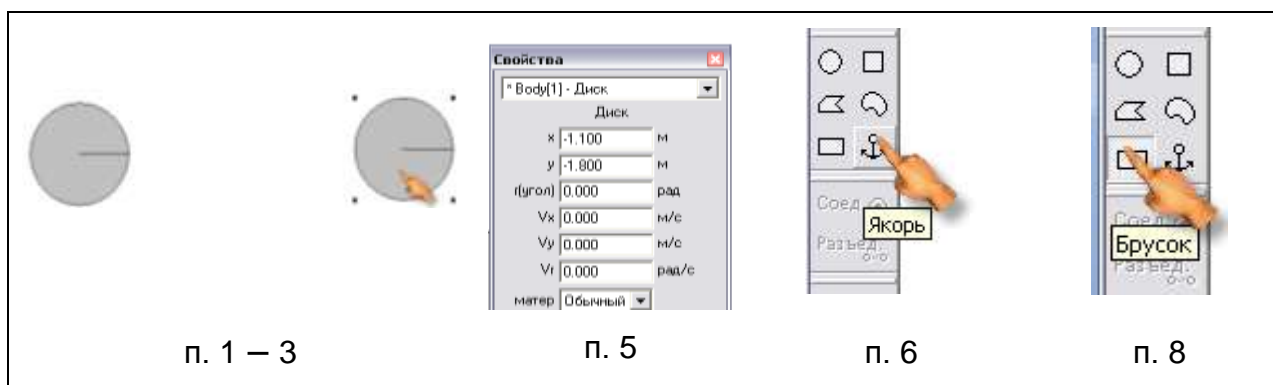 Свойства
* Body[1] - Диск
Диск
x -1.100 м
y -1.800 м
r(угол) 0.000 рад
Vx 0.000 м/с
Vy 0.000 м/с
Vr 0.000 рад/с
матер Обычный
Соед.
Якорь
Разъед.
Соед.
Брусок
Разъед.
п. 1 – 3
п. 5
п. 6
п. 8